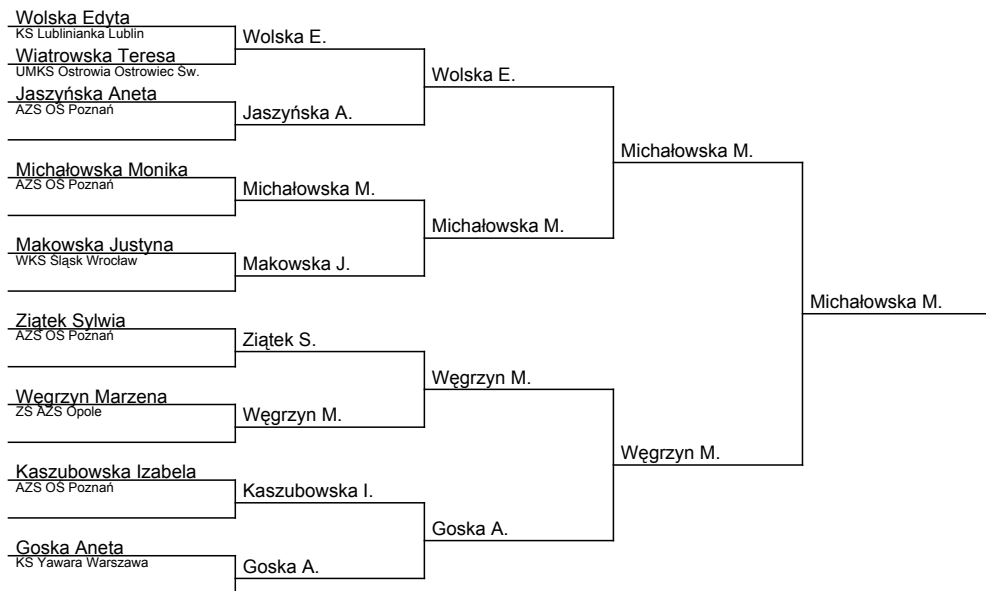 Wolska Edyta
KS Lublinianka Lublin
Wolska E.
Wiatrowska Teresa
UMKS Ostrowia Ostrowiec Św.
Wolska E.
Jaszyńska Aneta
AZS OŚ Poznań
Jaszyńska A.
Michałowska M.
Michałowska Monika
AZS OŚ Poznań
Michałowska M.
Michałowska M.
Makowska Justyna
WKS Śląsk Wrocław
Makowska J.
Michałowska M.
Ziątek Sylwia
AZS OŚ Poznań
Ziątek S.
Węgrzyn M.
Węgrzyn Marzena
ZS AZS Opole
Węgrzyn M.
Węgrzyn M.
Kaszubowska Izabela
AZS OŚ Poznań
Kaszubowska I.
Goska A.
Goska Aneta
KS Yawara Warszawa
Goska A.